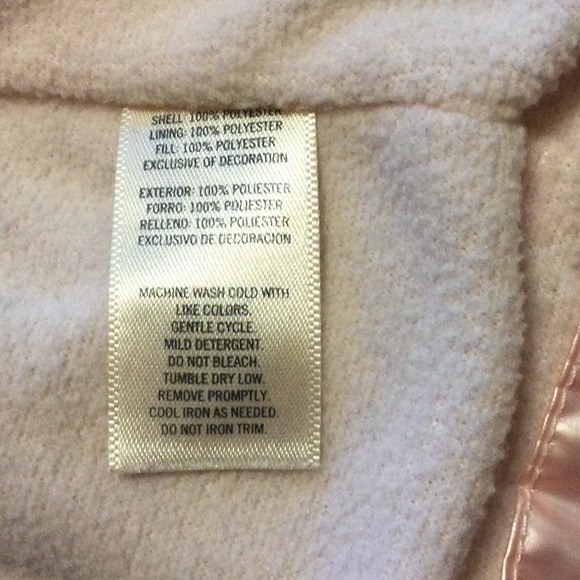 SHELL: 100% POLYESTER
LINING: 100% POLYESTER
FILL: 100% POLYESTER
EXCLUSIVE OF DECORATION
EXTERIOR: 100% POLIESTER
FORRO: 100% POLIESTER
RELLENO: 100% POLIESTER
EXCLUSIVO DE DECORACION
MACHINE WASH COLD WITH
LIKE COLORS.
GENTLE CYCLE.
MILD DETERGENT.
DO NOT BLEACH.
TUMBLE DRY LOW.
REMOVE PROMPTLY.
COOL IRON AS NEEDED.
DO NOT IRON TRIM.